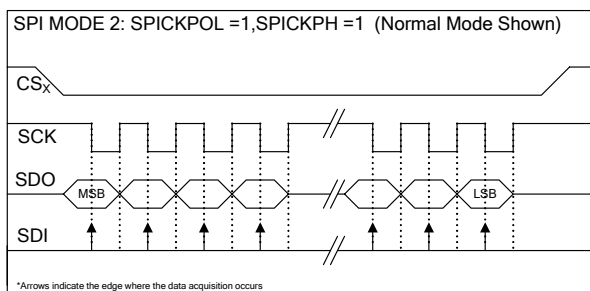 SPI MODE 2: SPICKPOL =1,SPICKPH =1 (Normal Mode Shown)
CSX
SCK
SDO
MSB
LSB
SDI
*Arrows indicate the edge where the data acquisition occurs